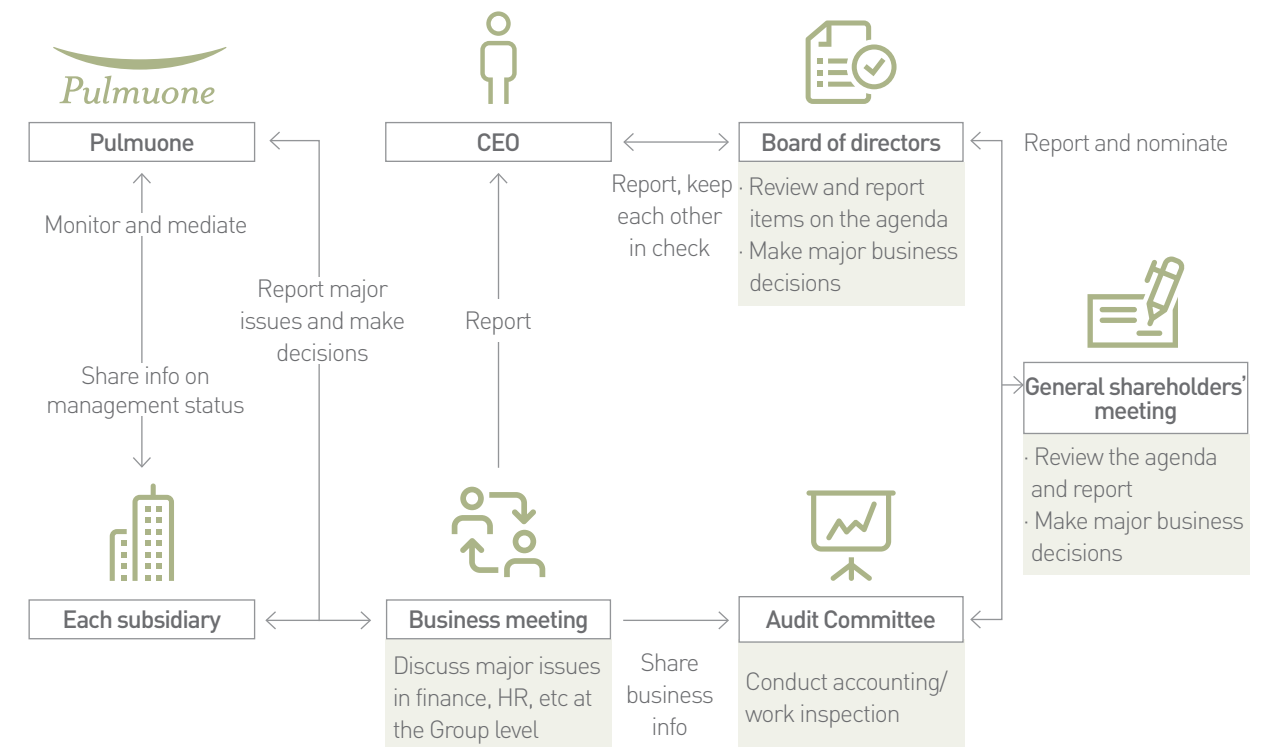 Pulmuone
Pulmuone
CEO
Board of directors
Report and nominate
Monitor and mediate
Report, keep
each other
in check
· Review and report
items on the agenda
· Make major business
decisions
Report major
issues and make
decisions
Report
Share info on
management status
General shareholders’
meeting
· Review the agenda
and report
· Make major business
decisions
Each subsidiary
Business meeting
Audit Committee
Discuss major issues
in finance, HR, etc at
the Group level
Share
business
info
Conduct accounting/
work inspection